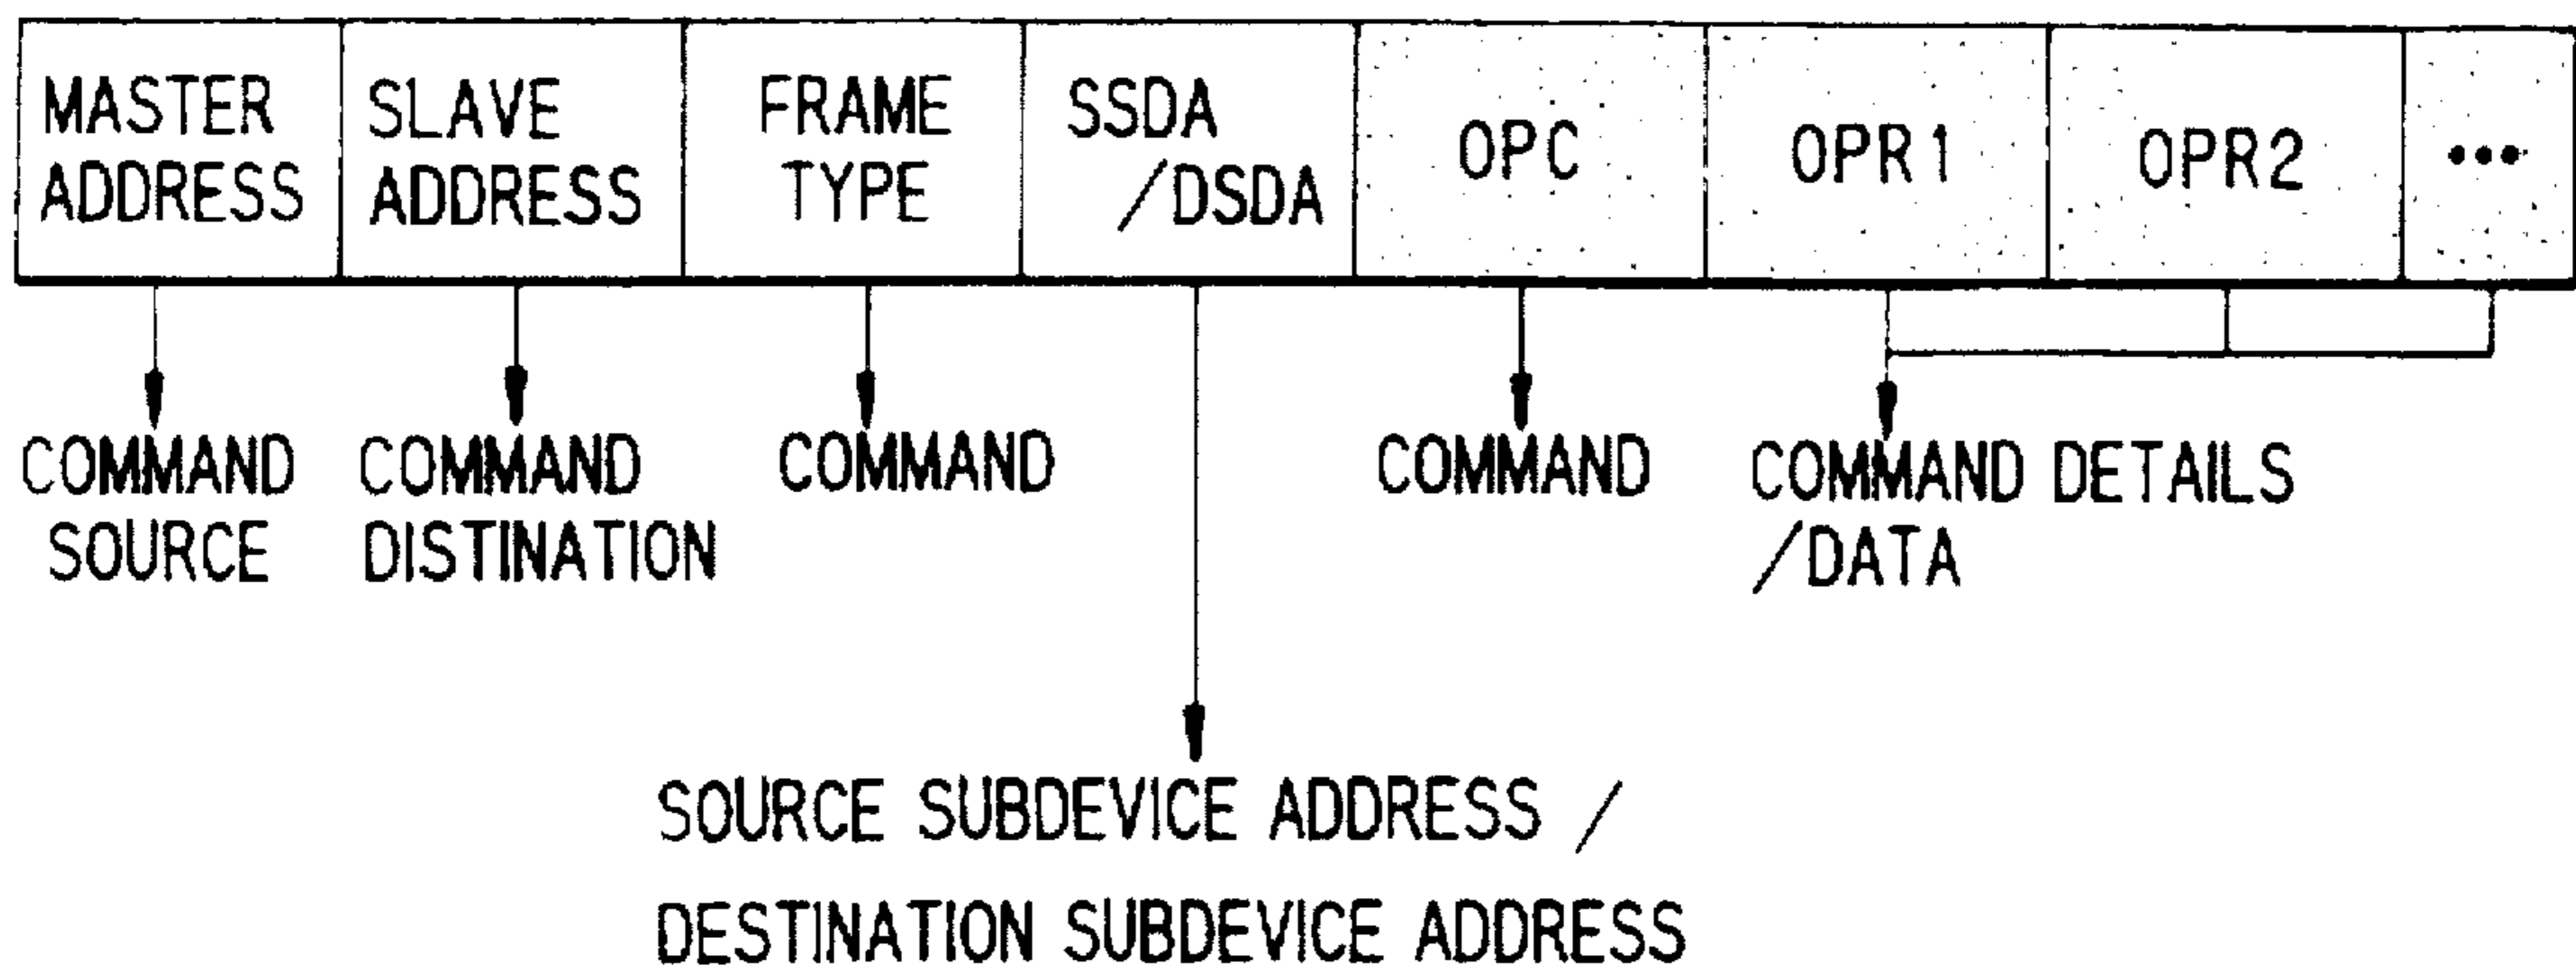 MASTER
ADDRESS
SLAVE
ADDRESS
FRAME
TYPE
SSDA
/DSDA
OPC
OPR1
OPR2
•••
COMMAND
SOURCE
COMMAND
DISTINATION
COMMAND
COMMAND
COMMAND DETAILS
/DATA
SOURCE SUBDEVICE ADDRESS /
DESTINATION SUBDEVICE ADDRESS